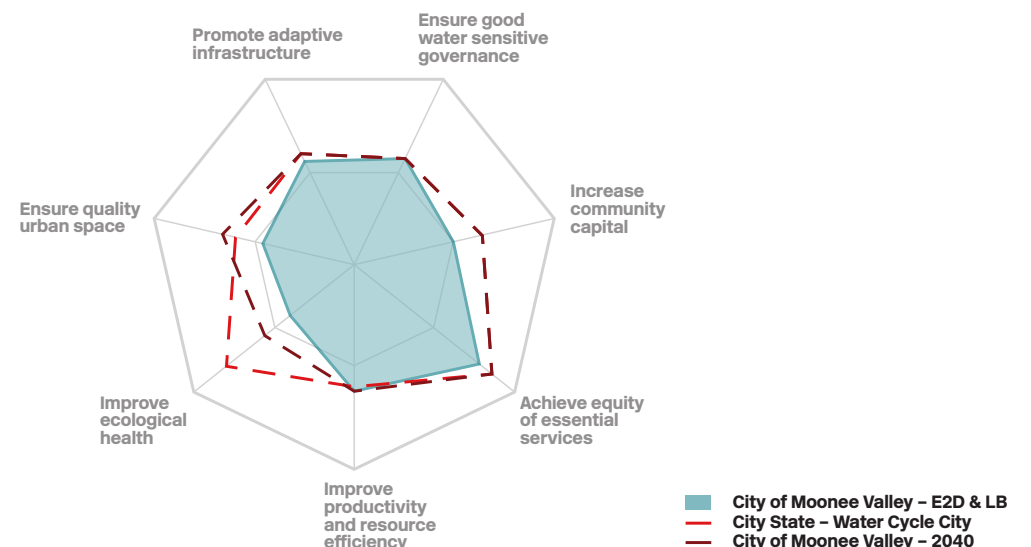 Ensure good
water sensitive
governance
Promote adaptive
infrastructure
Increase
community
capital
Ensure quality
urban space
Achieve equity
of essential
services
Improve
ecological
health
Improve
productivity
and resource
efficiency
City of Moonee Valley – E2D & LB
City State – Water Cycle City
City of Moonee Valley – 2040